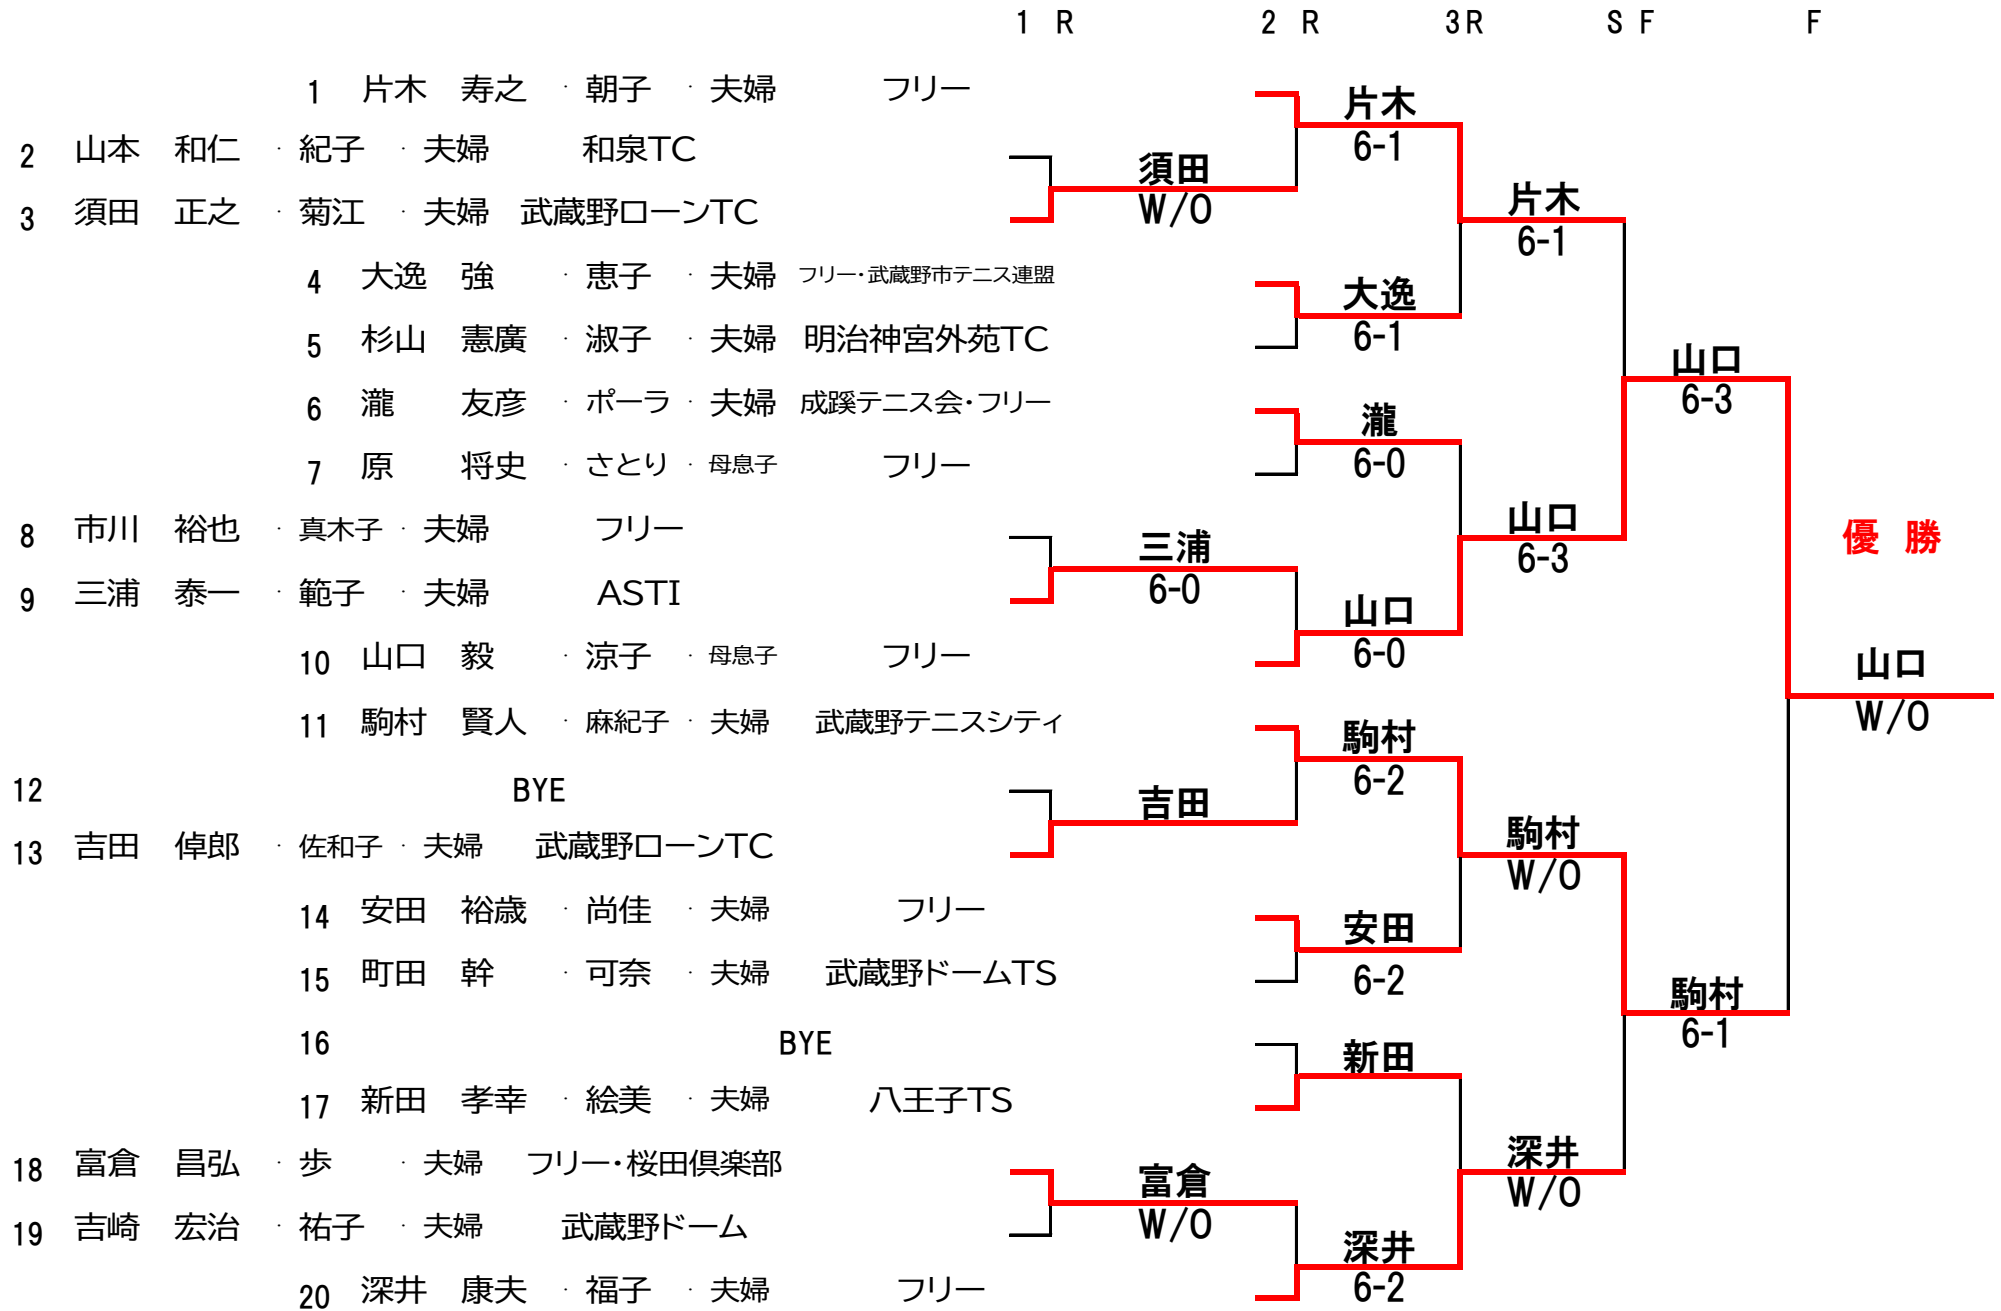 1 R 2 R 3R S F F
1 片木 寿之 ・ 朝子 ・ 夫婦 フリー
片木
6-1
2 山本 和仁 ・ 紀子 ・ 夫婦 和泉TC
須田
W/O
3 須田 正之 ・ 菊江 ・ 夫婦 武蔵野ローンTC
片木
6-1
4 大逸 強 ・ 恵子 ・ 夫婦 フリー・武蔵野市テニス連盟
大逸
6-1
5 杉山 憲廣 ・ 淑子 ・ 夫婦 明治神宮外苑TC
山口
6-3
6 瀧 友彦 ・ ポーラ ・ 夫婦 成蹊テニス会・フリー
瀧
6-0
7 原 将史 ・ さとり ・ 母息子 フリー
8 市川 裕也 ・ 真木子 ・ 夫婦 フリー
山口
6-3
優 勝
三浦
6-0
9 三浦 泰一 ・ 範子 ・ 夫婦 ASTI
山口
6-0
10 山口 毅 ・ 涼子 ・ 母息子 フリー
山口
W/O
11 駒村 賢人 ・ 麻紀子 ・ 夫婦 武蔵野テニスシティ
駒村
6-2
12 BYE
吉田
13 吉田 倬郎 ・ 佐和子 ・ 夫婦 武蔵野ローンTC
駒村
W/O
14 安田 裕歳 ・ 尚佳 ・ 夫婦 フリー
安田
6-2
15 町田 幹 ・ 可奈 ・ 夫婦 武蔵野ドームTS
駒村
6-1
16 BYE
新田
17 新田 孝幸 ・ 絵美 ・ 夫婦 八王子TS
18 富倉 昌弘 ・ 歩 ・ 夫婦 フリー・桜田倶楽部
深井
W/O
富倉
W/O
19 吉崎 宏治 ・ 祐子 ・ 夫婦 武蔵野ドーム
深井
6-2
20 深井 康夫 ・ 福子 ・ 夫婦 フリー